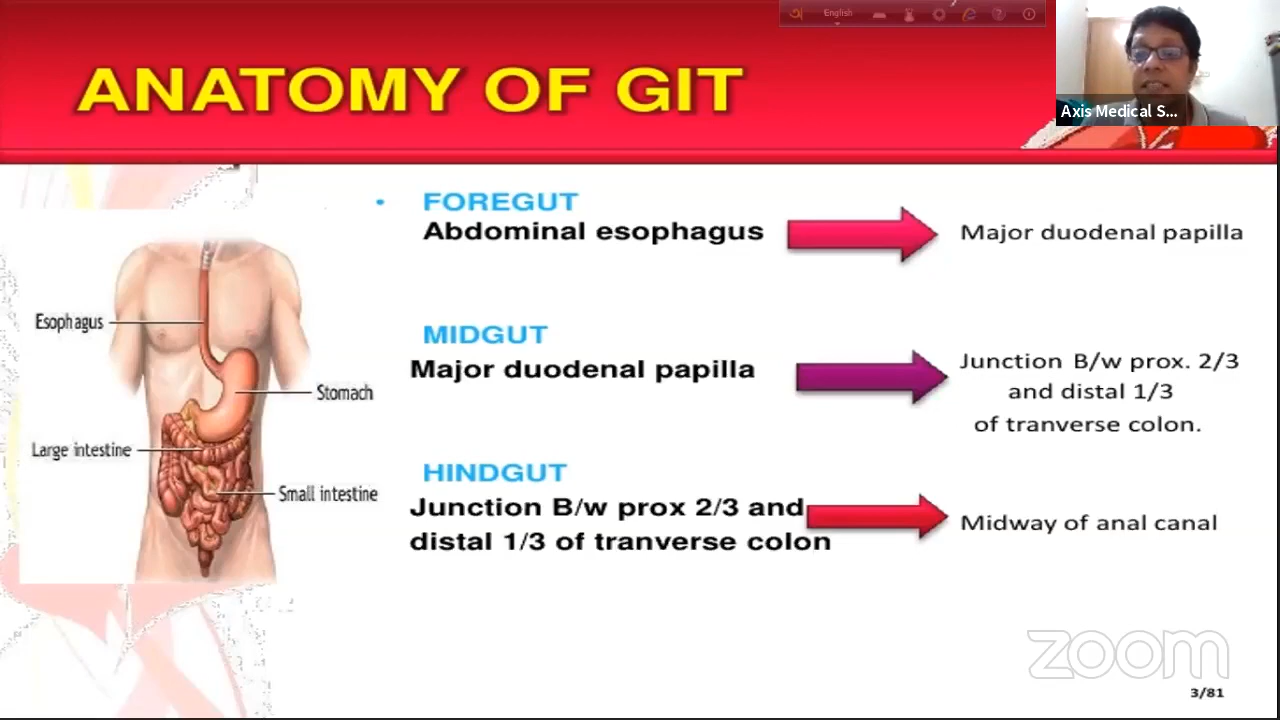 English
Axis Medical S...
ANATOMY OF GIT
• FOREGUT
Abdominal esophagus
Major duodenal papilla
MIDGUT
Major duodenal papilla
Junction B/w prox. 2/3
and distal 1/3
of tranverse colon.
HINDGUT
Junction B/w prox 2/3 and
distal 1/3 of tranverse colon
Midway of anal canal
Esophagus
Stomach
Large intestine
Small intestine
zoom
3/81